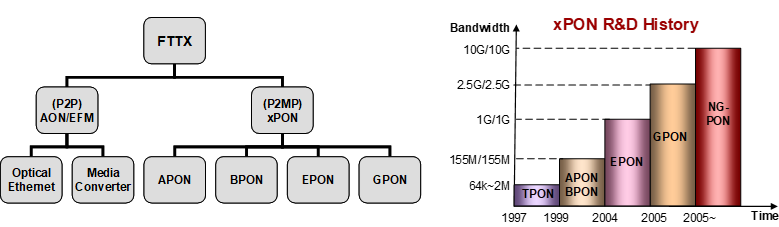 FTTX
(P2P)
AON/EFM
(P2MP)
xPON
Optical
Ethernet
Media
Converter
APON
BPON
EPON
GPON
xPON R&D History
Bandwidth
10G/10G
2.5G/2.5G
1G/1G
155M/155M
64k~2M
TPON
APON
BPON
EPON
GPON
NG-
PON
1997
1999
2004
2005
2005~
Time